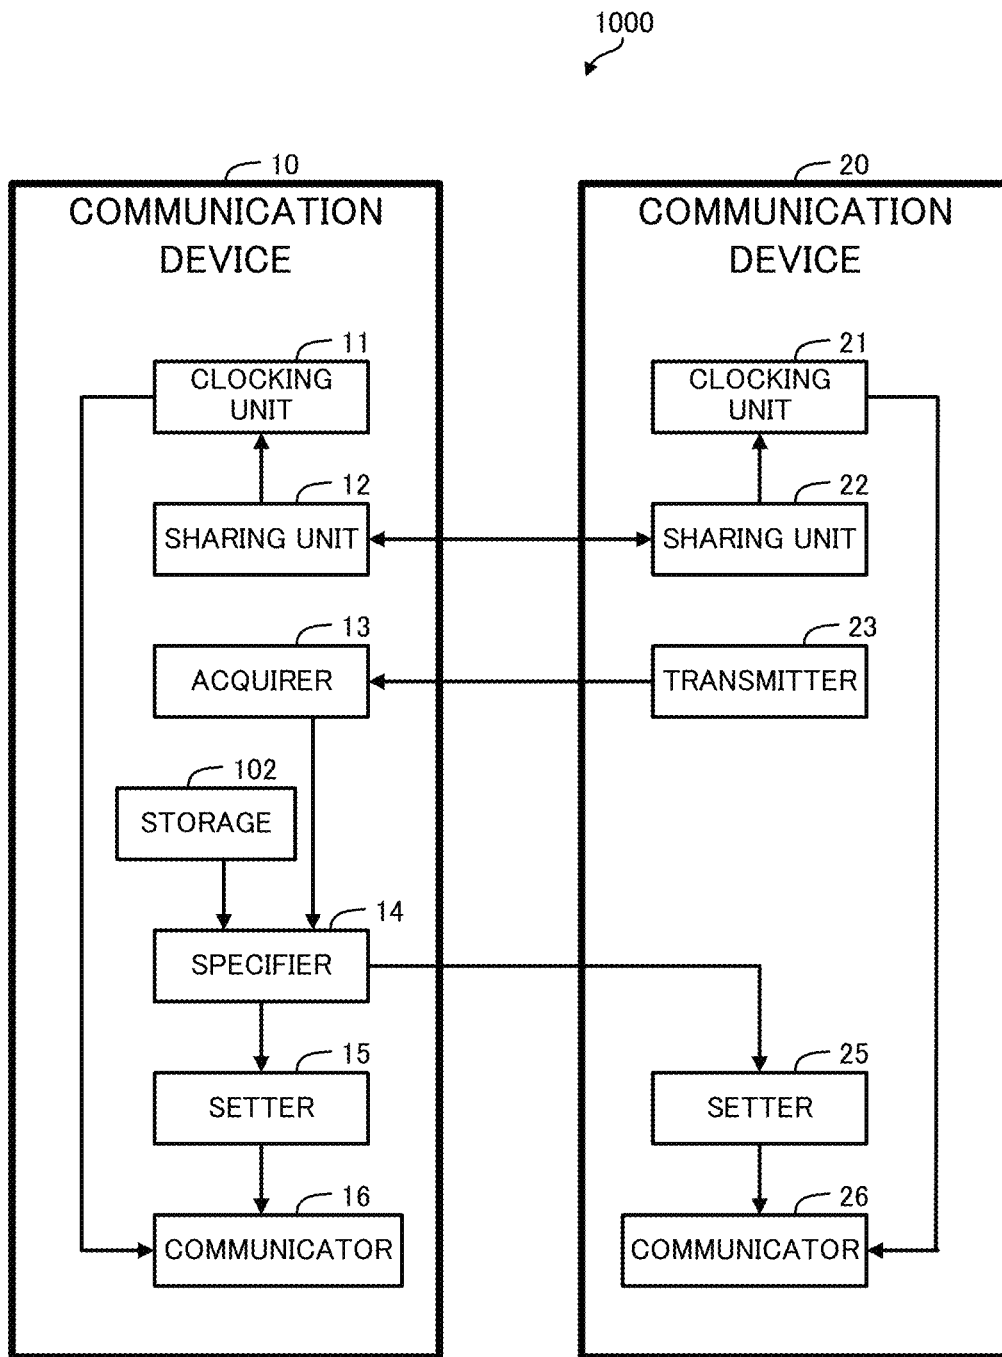 1000
10
COMMUNICATION
DEVICE
11
CLOCKING
UNIT
12
SHARING UNIT
13
ACQUIRER
102
STORAGE
14
SPECIFIER
15
SETTER
16
COMMUNICATOR
20
COMMUNICATION
DEVICE
21
CLOCKING
UNIT
22
SHARING UNIT
23
TRANSMITTER
25
SETTER
26
COMMUNICATOR